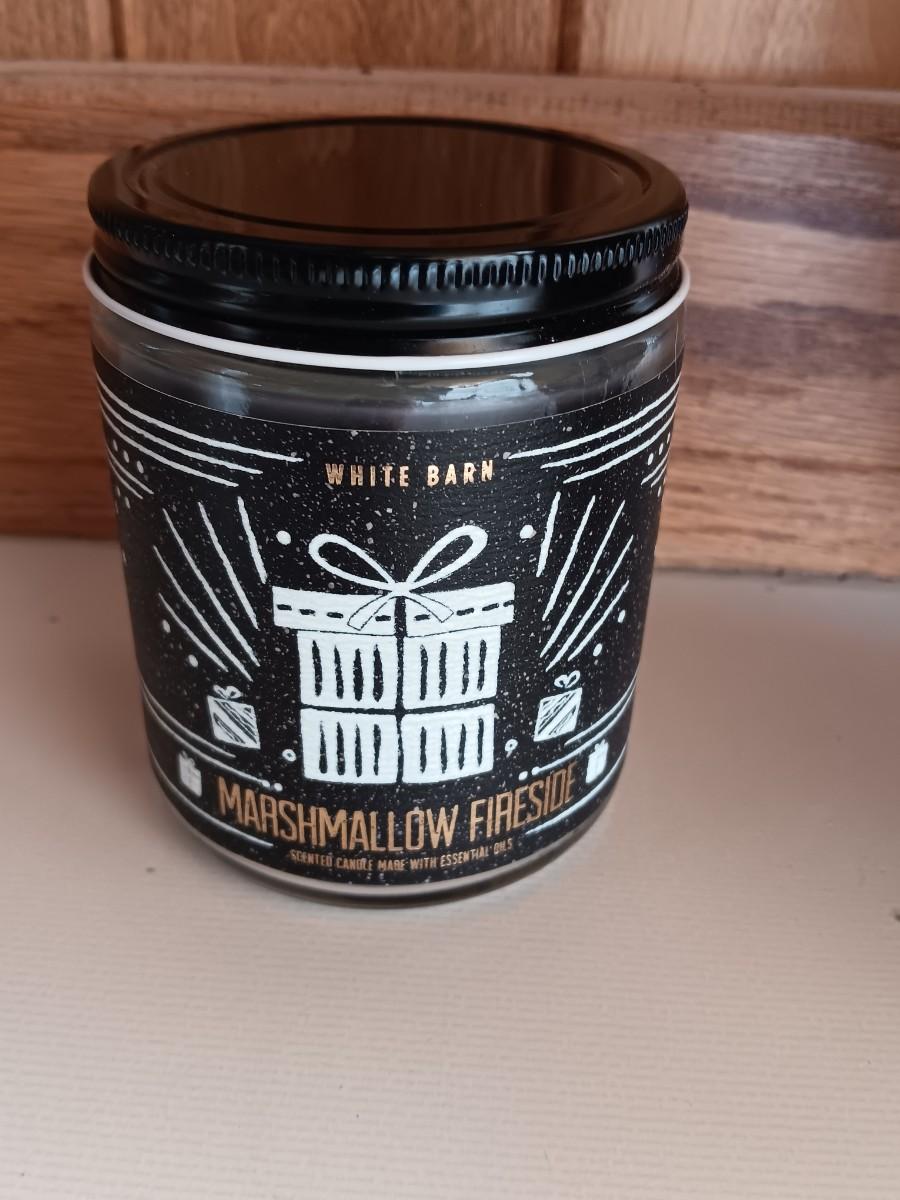 WHITE BARN
MARSHMALLOW FIRESIDE
SCENTED CANDLE MADE WITH ESSENTIAL OILS